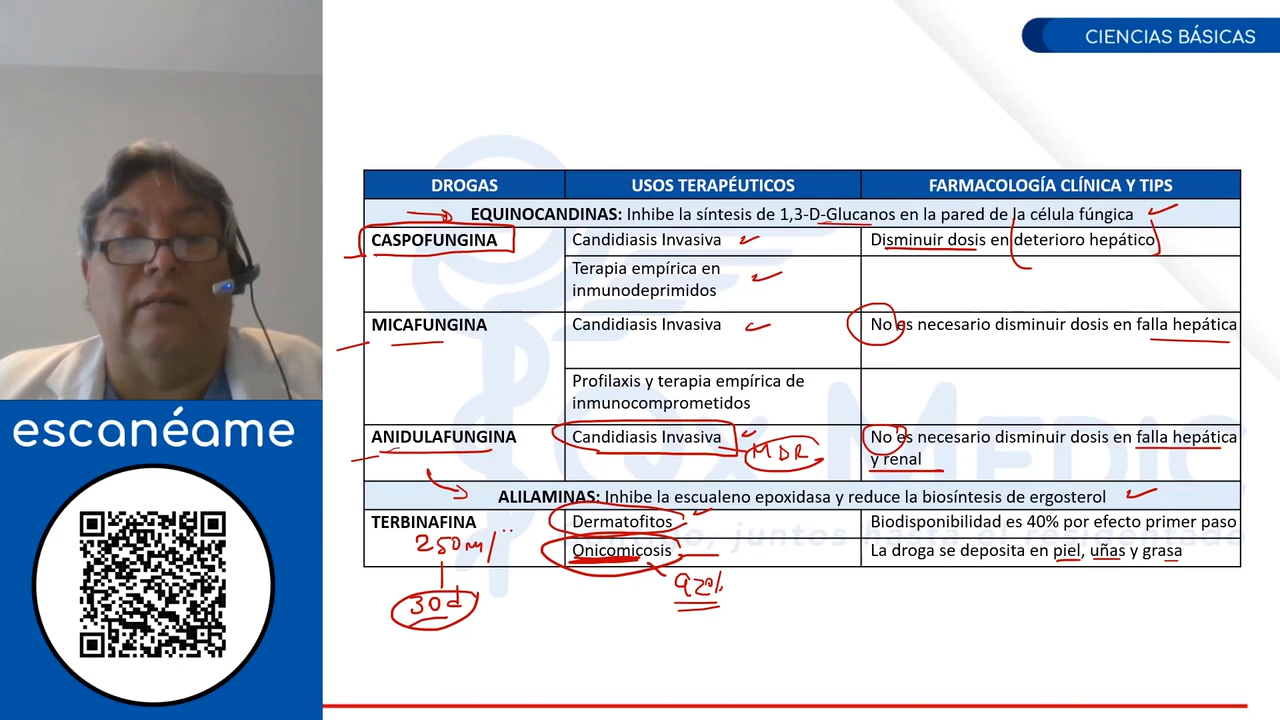 CIENCIAS BÁSICAS
DROGAS
USOS TERAPÉUTICOS
FARMACOLOGÍA CLÍNICA Y TIPS
EQUINOCANDINAS: Inhibe la síntesis de 1,3-D-Glucanos en la pared de la célula fúngica
CASPOFUNGINA
Candidiasis Invasiva
Disminuir dosis en deterioro hepático
Terapia empírica en
inmunodeprimidos
MICAFUNGINA
Candidiasis Invasiva
No es necesario disminuir dosis en falla hepática
Profilaxis y terapia empírica de
inmunocomprometidos
ANIDULAFUNGINA
Candidiasis Invasiva
MDR
No es necesario disminuir dosis en falla hepática
y renal
ALILAMINAS: Inhibe la escualeno epoxidasa y reduce la biosíntesis de ergosterol
TERBINAFINA
Dermatofitos
Biodisponibilidad es 40% por efecto primer paso
Onicomicosis
La droga se deposita en piel, uñas y grasa
30d
92%
escanéame